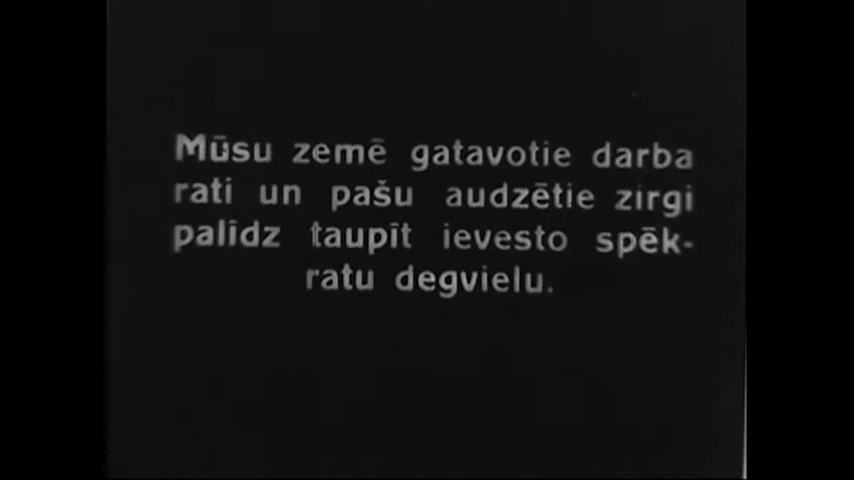 Mūsu zemē gatavotie darba
rati un pašu audzētie zirgi
palīdz taupīt ievesto spēk-
ratu degvielu.